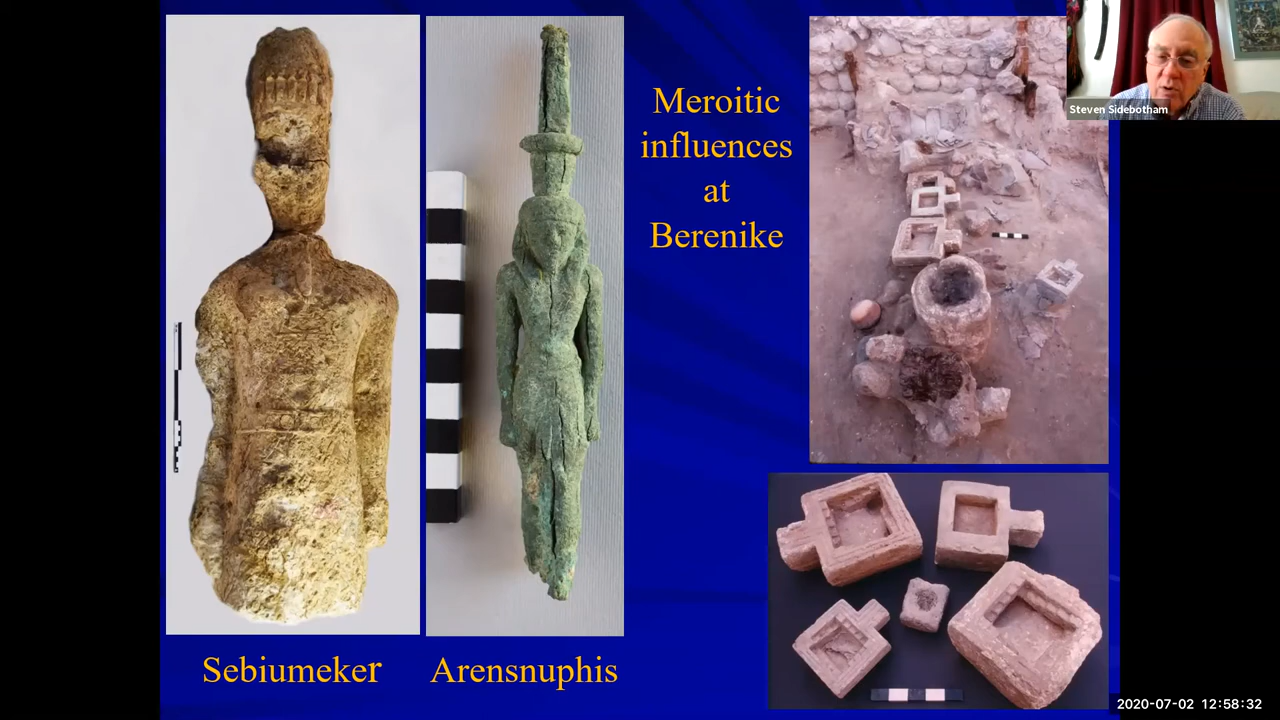 Meroitic
influences
at
Berenike
Steven Sidebotham
Sebiumeker
Arensnuphis
2020-07-02 12:58:32